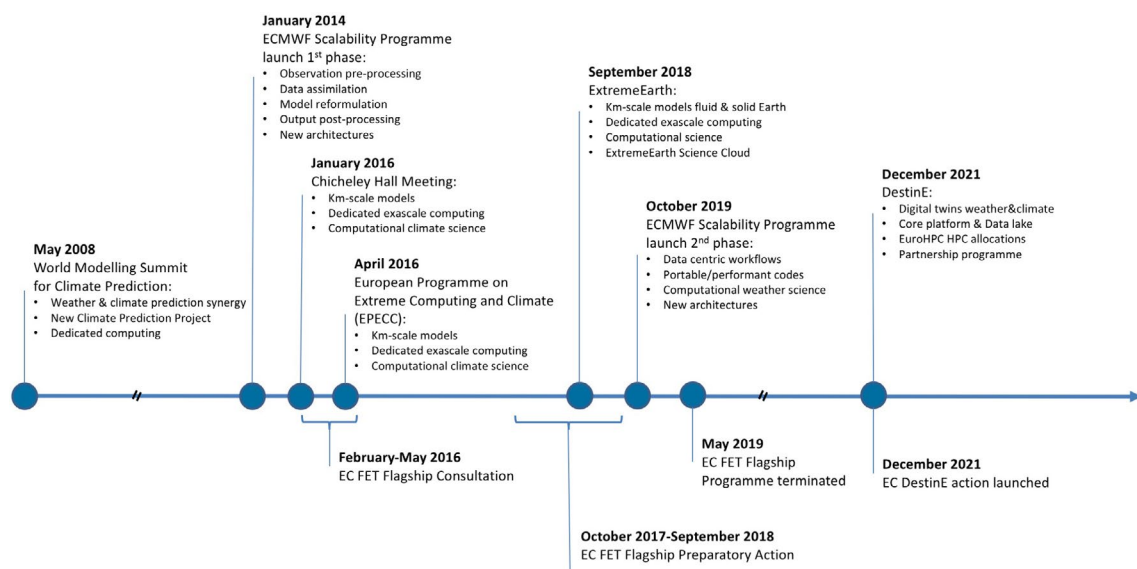 January 2014
ECMWF Scalability Programme
launch 1st phase:
• Observation pre-processing
• Data assimilation
• Model reformulation
• Output post-processing
• New architectures
January 2016
Chicheley Hall Meeting:
• Km-scale models
• Dedicated exascale computing
• Computational climate science
May 2008
World Modelling Summit
for Climate Prediction:
• Weather & climate prediction synergy
• New Climate Prediction Project
• Dedicated computing
April 2016
European Programme on
Extreme Computing and Climate
(EPECC):
• Km-scale models
• Dedicated exascale computing
• Computational climate science
September 2018
ExtremeEarth:
• Km-scale models fluid & solid Earth
• Dedicated exascale computing
• Computational science
• ExtremeEarth Science Cloud
October 2019
ECMWF Scalability Programme
launch 2nd phase:
• Data centric workflows
• Portable/performant codes
• Computational weather science
• New architectures
December 2021
DestinE:
• Digital twins weather&climate
• Core platform & Data lake
• EuroHPC HPC allocations
• Partnership programme
February-May 2016
EC FET Flagship Consultation
October 2017-September 2018
EC FET Flagship Preparatory Action
May 2019
EC FET Flagship
Programme terminated
December 2021
EC DestinE action launched